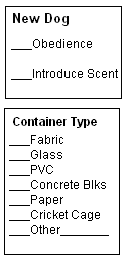 New Dog
___Obedience
___Introduce Scent
Container Type
___Fabric
___Glass
___PVC
___Concrete Blks
___Paper
___Cricket Cage
___Other________